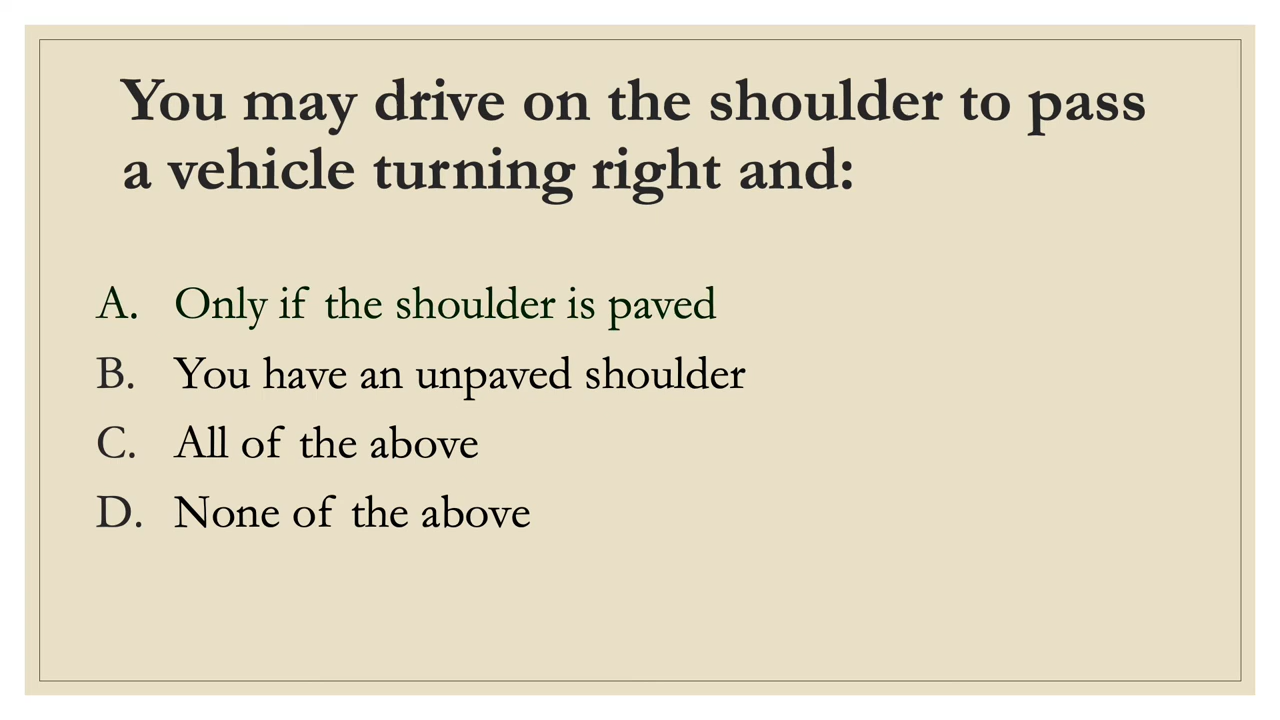 You may drive on the shoulder to pass
a vehicle turning right and:
A. Only if the shoulder is paved
B. You have an unpaved shoulder
C. All of the above
D. None of the above